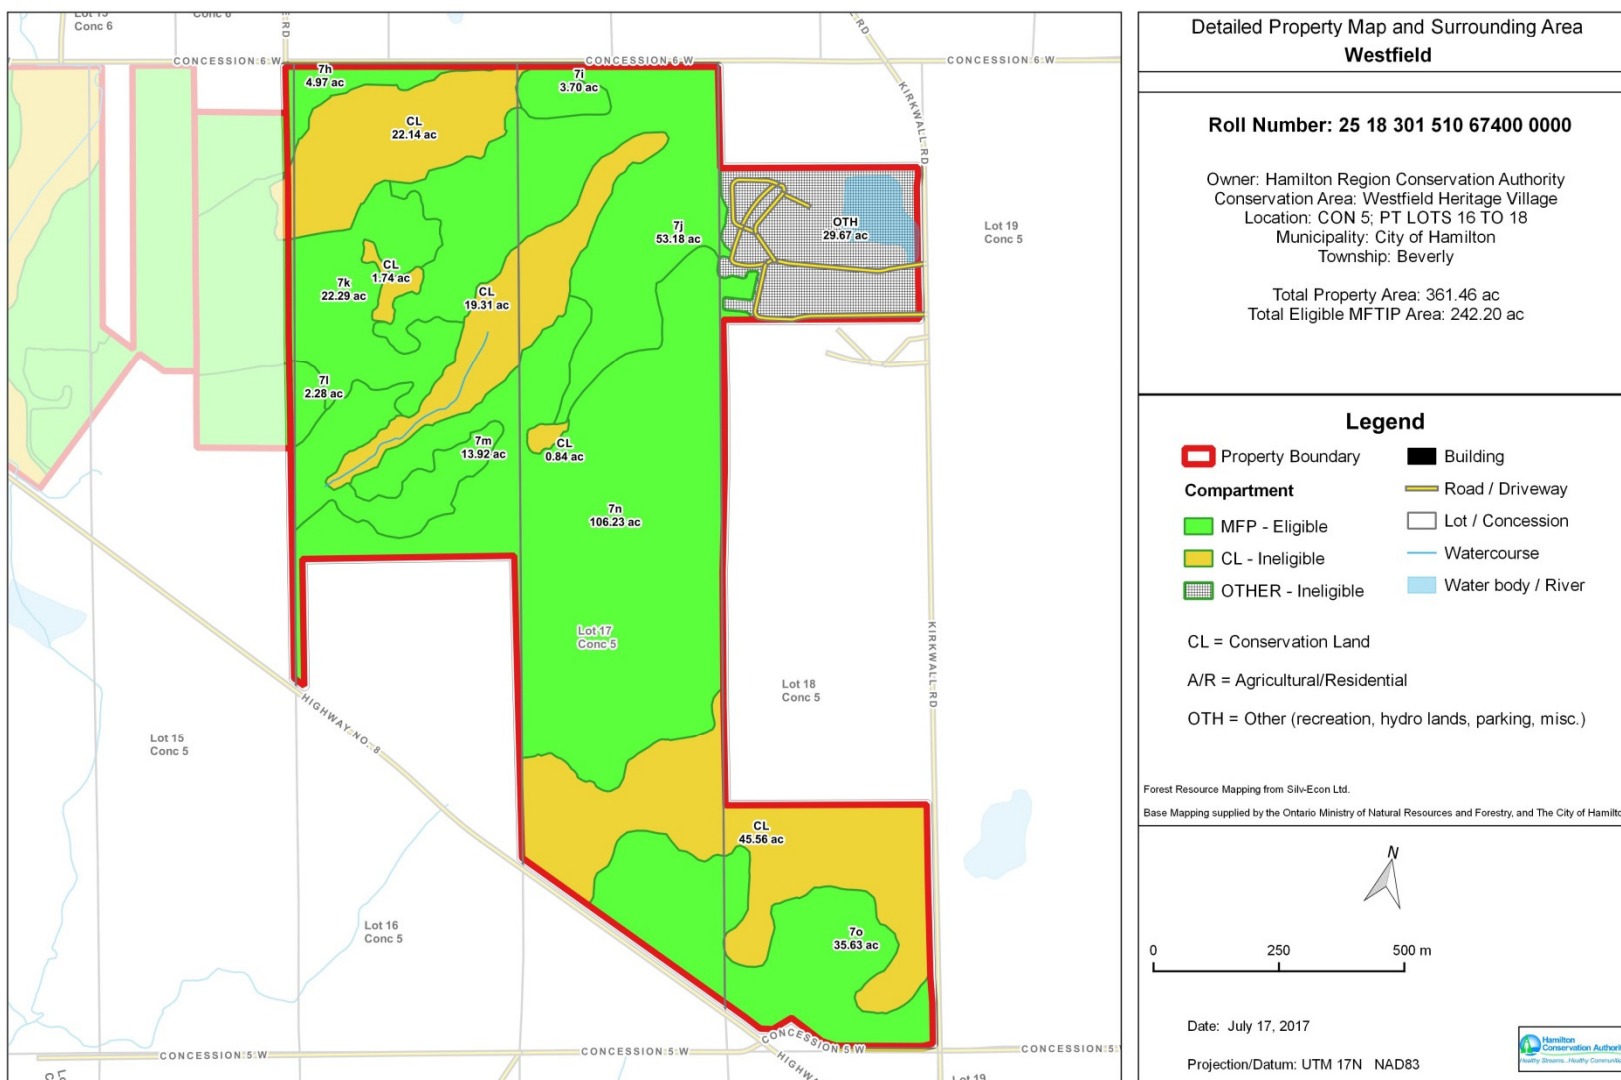 Lot 15
Conc 6
Conc 6
RD
RD
CONCESSION 6 W
CONCESSION 6 W
CONCESSION 6 W
7h
4.97 ac
7i
3.70 ac
CL
22.14 ac
KIRKWALL RD
7j
53.18 ac
OTH
29.67 ac
Lot 19
Conc 5
CL
1.74 ac
7k
22.29 ac
CL
19.31 ac
7l
2.28 ac
7m
13.92 ac
CL
0.84 ac
7n
106.23 ac
Lot 17
Conc 5
KIRKWALL RD
Lot 18
Conc 5
HIGHWAY NO. 8
Lot 15
Conc 5
CL
45.56 ac
Lot 16
Conc 5
7o
35.63 ac
CONCESSION 5 W
CONCESSION 5 W
CONCESSION 5 W
CONCESSION 5
HIGHWAY
Lot 19
Detailed Property Map and Surrounding Area
Westfield
Roll Number: 25 18 301 510 67400 0000
Owner: Hamilton Region Conservation Authority
Conservation Area: Westfield Heritage Village
Location: CON 5; PT LOTS 16 TO 18
Municipality: City of Hamilton
Township: Beverly
Total Property Area: 361.46 ac
Total Eligible MFTIP Area: 242.20 ac
Legend
Property Boundary
Compartment
MFP - Eligible
CL - Ineligible
OTHER - Ineligible
Building
Road / Driveway
Lot / Concession
Watercourse
Water body / River
CL = Conservation Land
A/R = Agricultural/Residential
OTH = Other (recreation, hydro lands, parking, misc.)
Forest Resource Mapping from Silv-Econ Ltd.
Base Mapping supplied by the Ontario Ministry of Natural Resources and Forestry, and The City of Hamilto
N
0 250 500 m
Date: July 17, 2017
Projection/Datum: UTM 17N NAD83
Hamilton
Conservation Authori
Healthy Streams...Healthy Communities